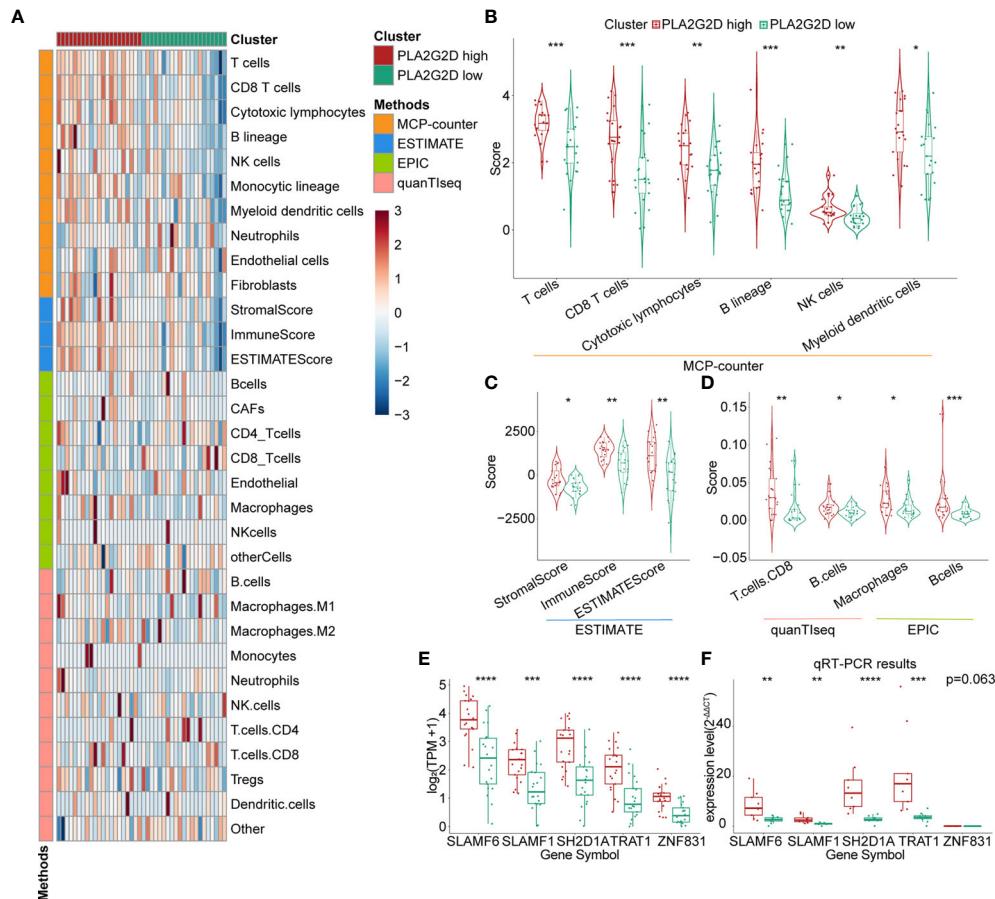 A
Cluster
T cells
CD8 T cells
Cytotoxic lymphocytes
B lineage
NK cells
Monocytic lineage
Myeloid dendritic cells
Neutrophils
Endothelial cells
Fibroblasts
StromalScore
ImmuneScore
ESTIMATEScore
Bcells
CAFs
CD4_Tcells
CD8_Tcells
Endothelial
Macrophages
NKcells
otherCells
B.cells
Macrophages.M1
Macrophages.M2
Monocytes
Neutrophils
NK.cells
T.cells.CD4
T.cells.CD8
Tregs
Dendritic.cells
Other
Methods
Cluster
PLA2G2D high
PLA2G2D low
Methods
MCP-counter
ESTIMATE
EPIC
quanTIseq
3
2
1
0
−1
−2
−3
B
Cluster PLA2G2D high PLA2G2D low
*** *** ** *** ** *
Score
4
2
0
T cells
CD8 T cells
Cytotoxic lymphocytes
B lineage
NK cells
Myeloid dendritic cells
MCP-counter
C
* ** **
Score
2500
0
−2500
StromalScore
ImmuneScore
ESTIMATEScore
ESTIMATE
D
** * * ***
Score
0.15
0.10
0.05
0.00
−0.05
T.cells.CD8
B.cells
Macrophages
Bcells
quanTIseq EPIC
E
**** *** **** **** ****
log2(TPM +1)
5
4
3
2
1
0
SLAMF6 SLAMF1 SH2D1A TRAT1 ZNF831
Gene Symbol
F
qRT-PCR results
** ** **** *** p=0.063
expression level(2-ΔΔCT)
40
20
0
SLAMF6 SLAMF1 SH2D1A TRAT1 ZNF831
Gene Symbol